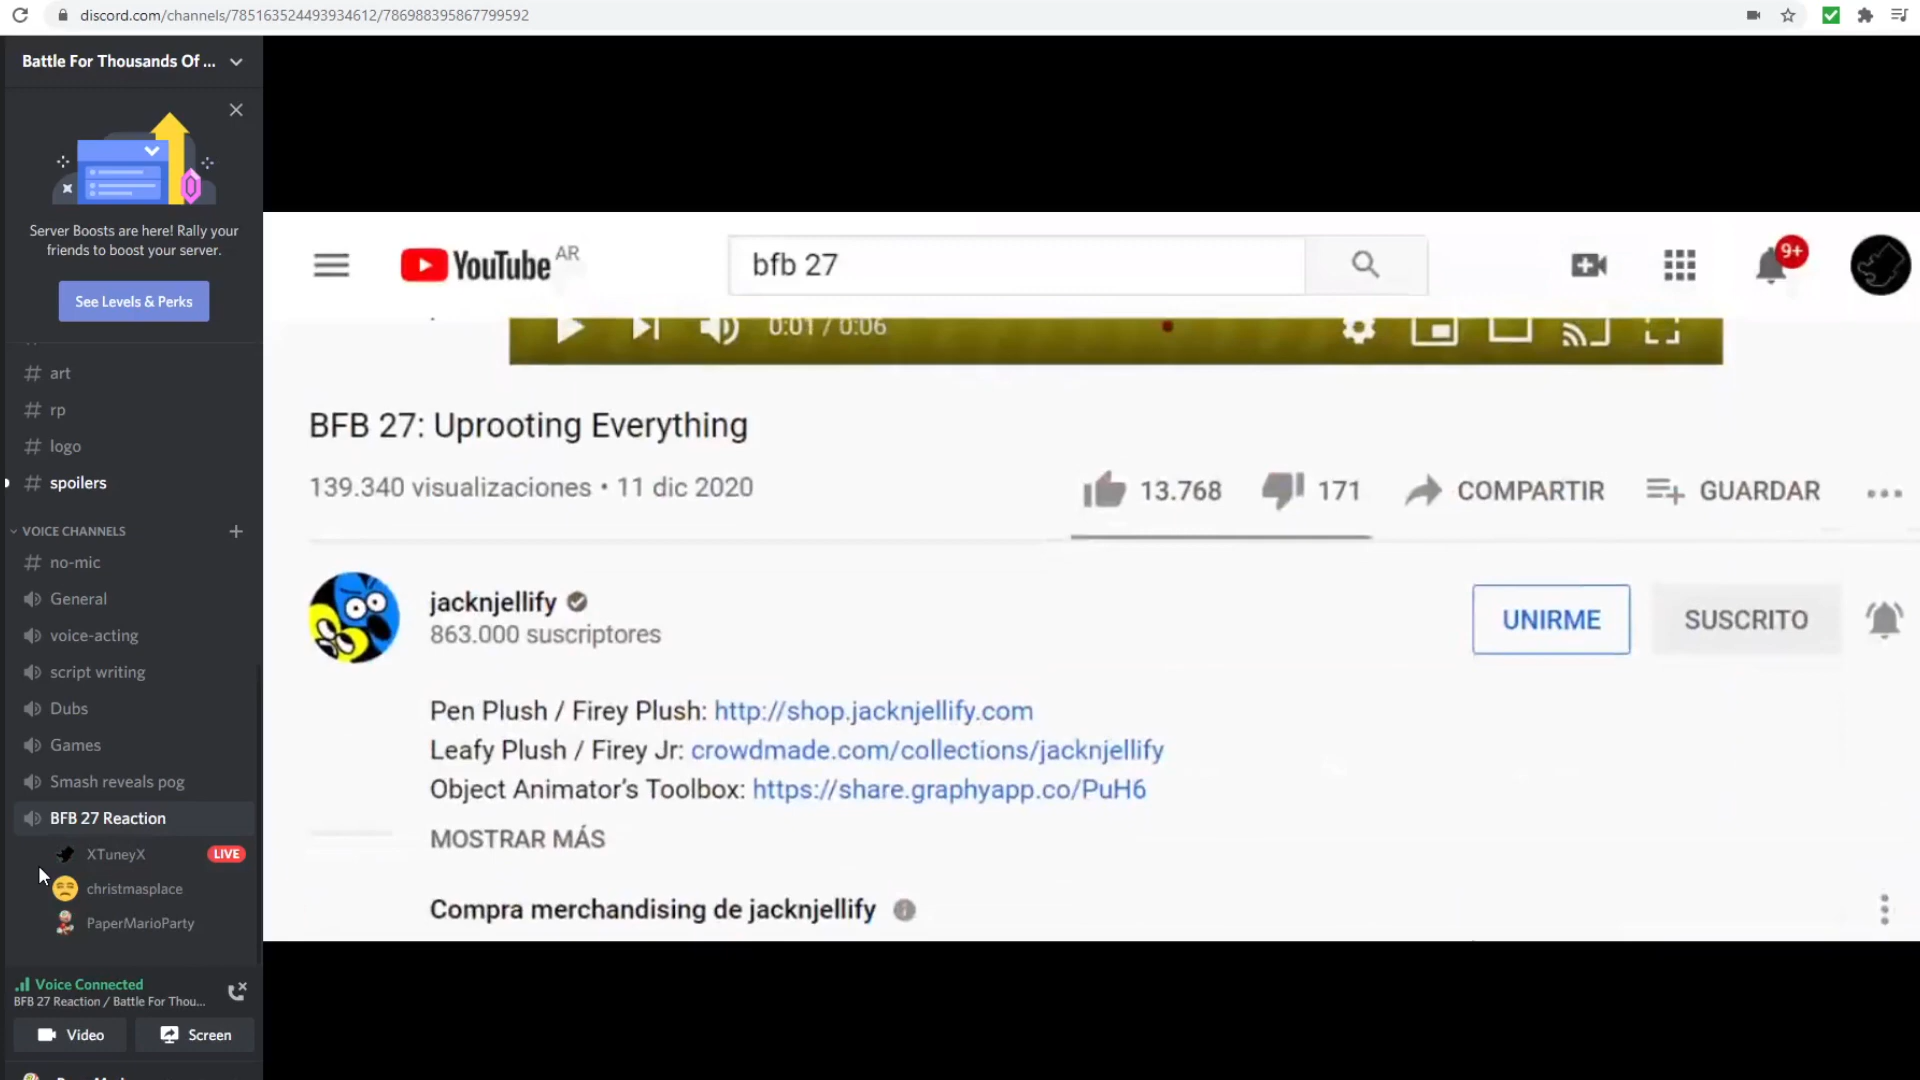 discord.com/channels/785163524493934612/786988395867799592
Battle For Thousands Of ...
Server Boosts are here! Rally your
friends to boost your server.
See Levels & Perks
# art
# rp
# logo
# spoilers
VOICE CHANNELS
# no-mic
General
voice-acting
script writing
Dubs
Games
Smash reveals pog
BFB 27 Reaction
XTuneyX LIVE
christmasplace
PaperMarioParty
Voice Connected
BFB 27 Reaction / Battle For Thou...
Video Screen
YouTube AR
bfb 27
9+
0:01 / 0:06
BFB 27: Uprooting Everything
139.340 visualizaciones • 11 dic 2020
13.768 171 COMPARTIR GUARDAR
jacknjellify
863.000 suscriptores
UNIRME SUSCRITO
Pen Plush / Firey Plush: http://shop.jacknjellify.com
Leafy Plush / Firey Jr: crowdmade.com/collections/jacknjellify
Object Animator's Toolbox: https://share.graphyapp.co/PuH6
MOSTRAR MÁS
Compra merchandising de jacknjellify